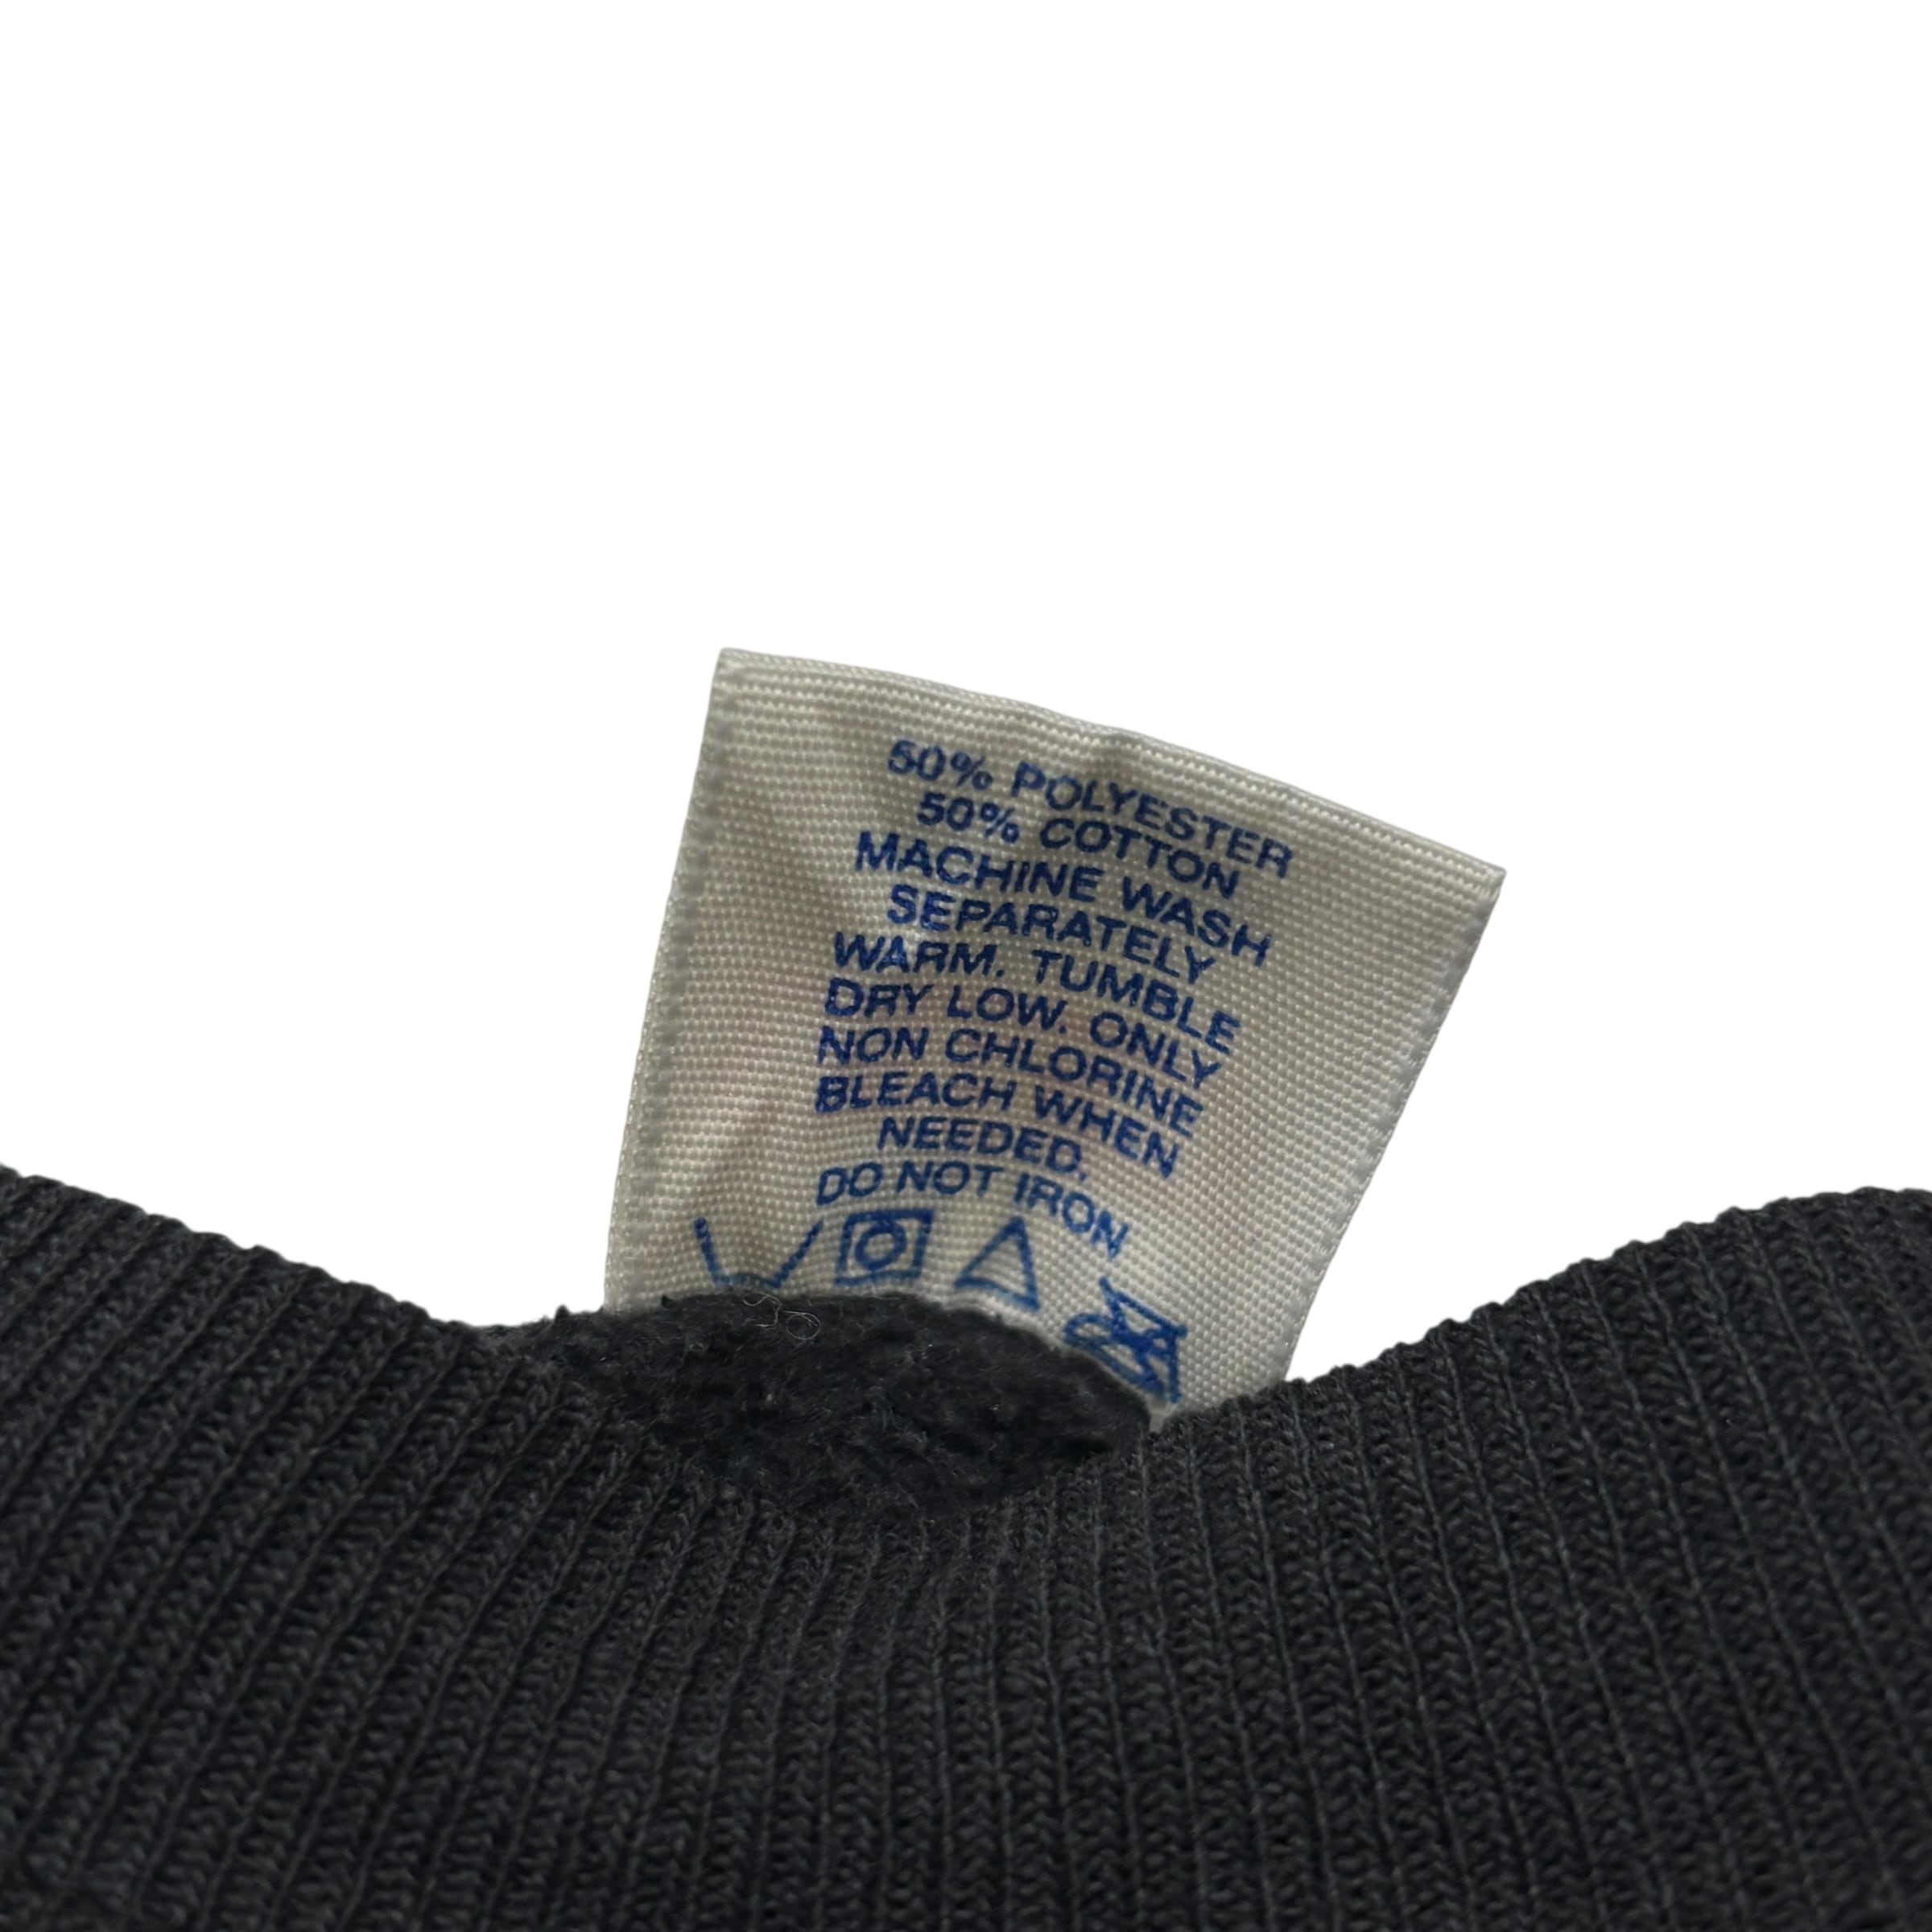 50% POLYESTER
50% COTTON
MACHINE WASH
SEPARATELY
WARM. TUMBLE
DRY LOW. ONLY
NON CHLORINE
BLEACH WHEN
NEEDED,
DO NOT IRON